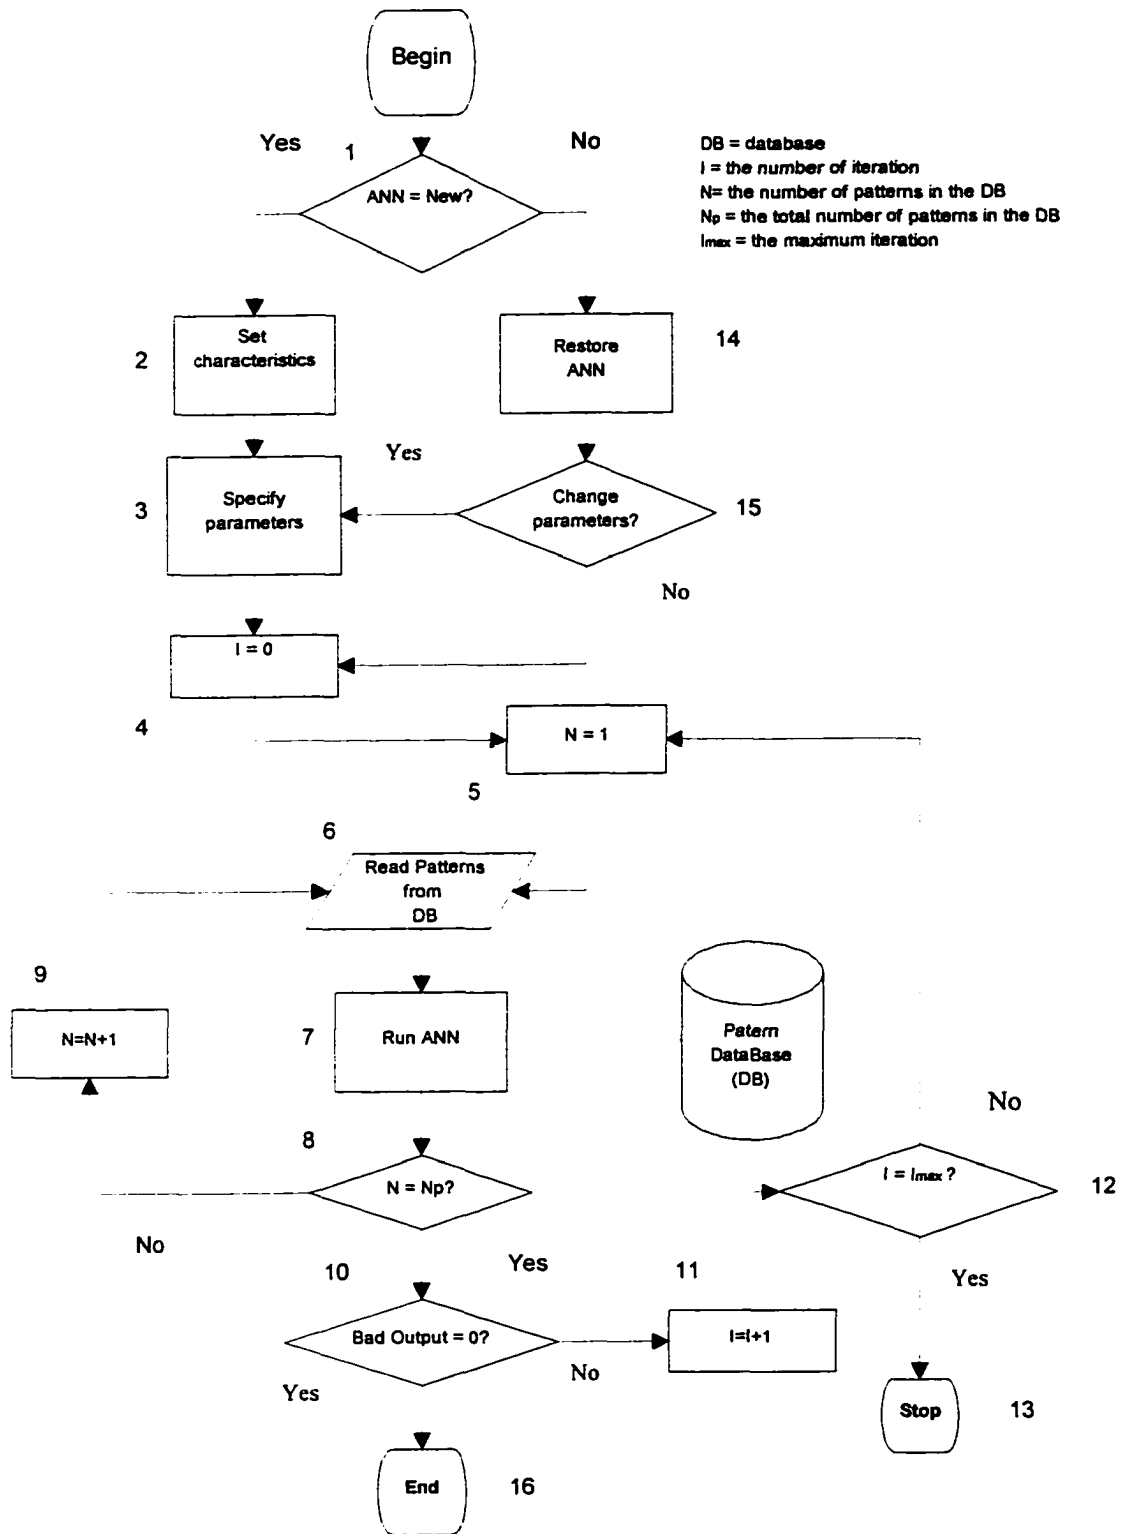 Begin
Yes
1
No
ANN = New?
DB = database
I = the number of iteration
N= the number of patterns in the DB
Np = the total number of patterns in the DB
Imax = the maximum iteration
2
Set
characteristics
Restore
ANN
14
Yes
3
Specify
parameters
Change
parameters?
15
No
I = 0
4
N = 1
5
6
Read Patterns
from
DB
9
N=N+1
7
Run ANN
Patern
DataBase
(DB)
No
8
N = Np?
I = Imax ?
12
No
Yes
10
11
Yes
Bad Output = 0?
I=I+1
No
Yes
Stop
13
End
16